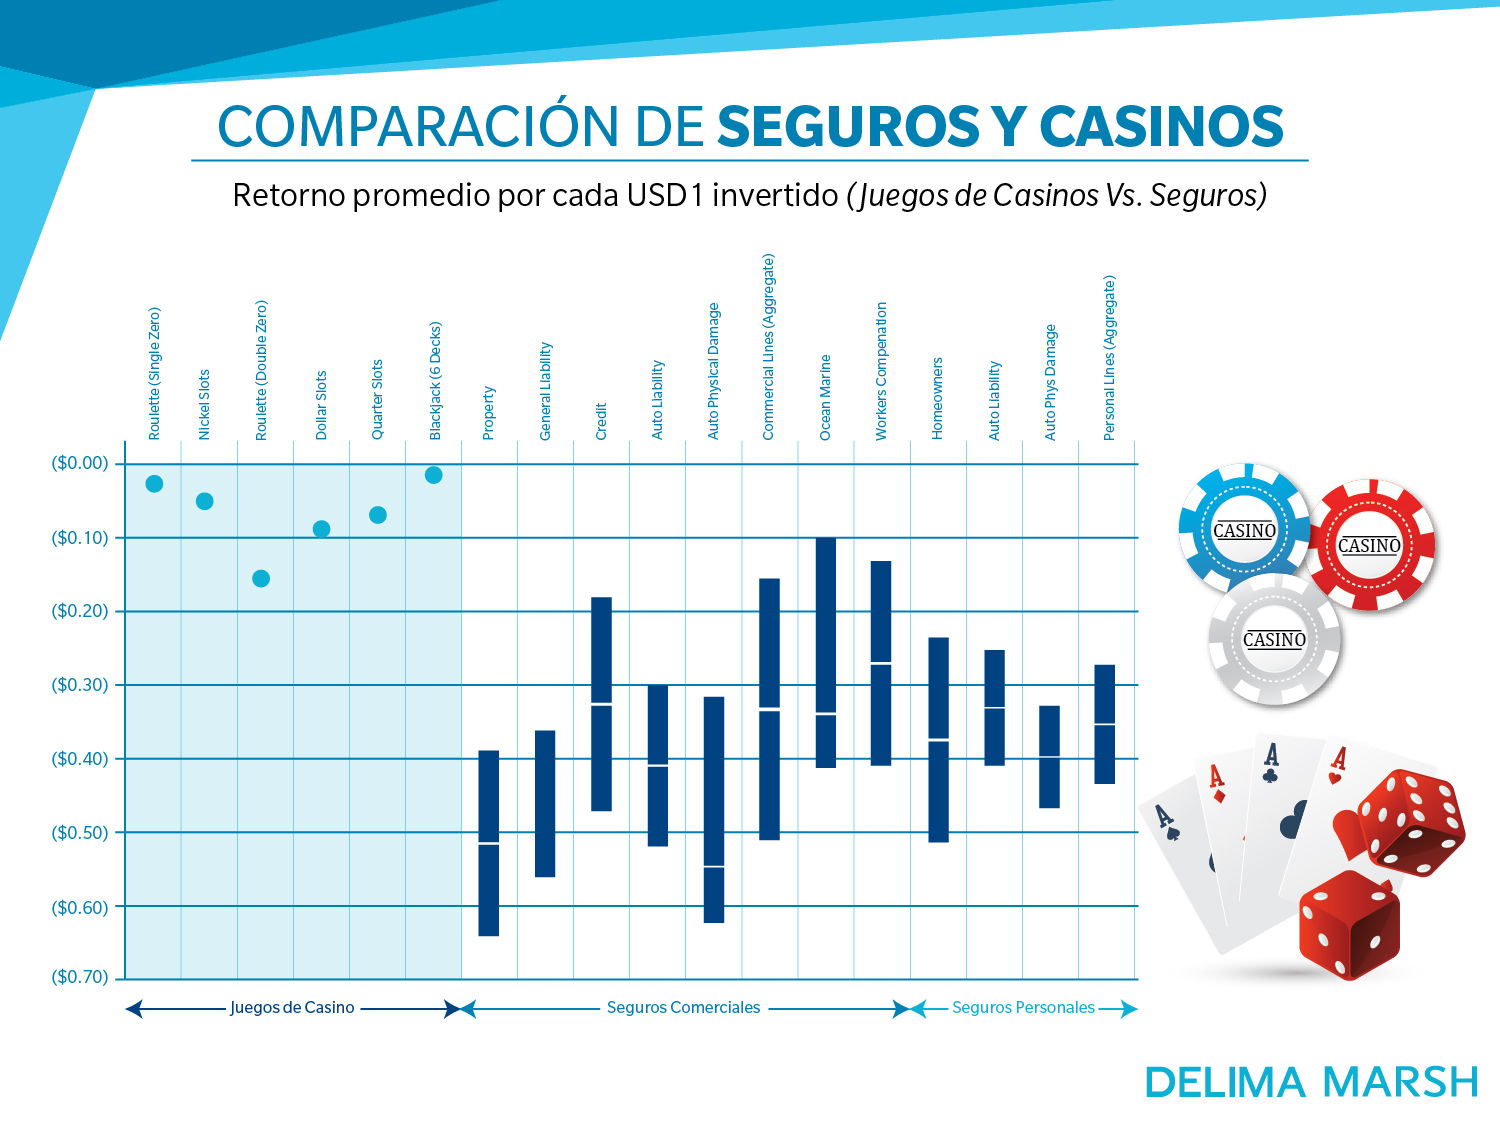 COMPARACIÓN DE SEGUROS Y CASINOS
Retorno promedio por cada USD1 invertido (Juegos de Casinos Vs. Seguros)
Roulette (Single Zero)
Nickel Slots
Roulette (Double Zero)
Dollar Slots
Quarter Slots
Blackjack (6 Decks)
Property
General Liability
Credit
Auto Liability
Auto Physical Damage
Commercial Lines (Aggregate)
Ocean Marine
Workers Compenation
Homeowners
Auto Liability
Auto Phys Damage
Personal Lines (Aggregate)
($0.00)
($0.10)
($0.20)
($0.30)
($0.40)
($0.50)
($0.60)
($0.70)
Juegos de Casino
Seguros Comerciales
Seguros Personales
CASINO
CASINO
CASINO
A
A
A
A
DELIMA MARSH